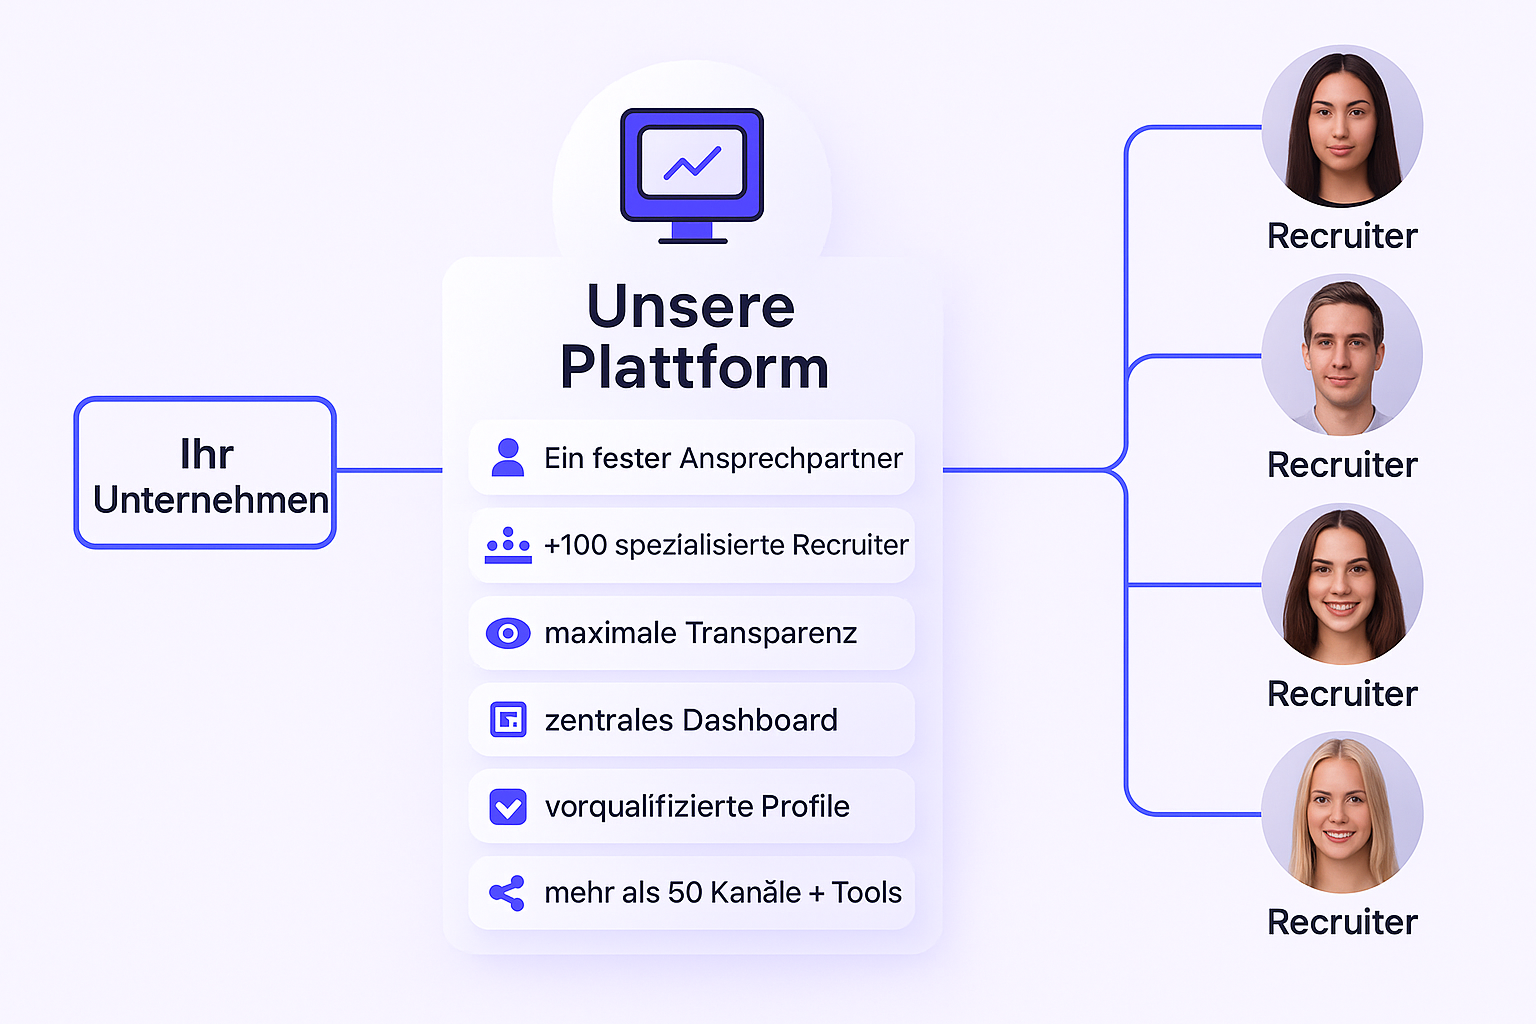 Unsere
Plattform
Ihr
Unternehmen
Ein fester Ansprechpartner
+100 spezialisierte Recruiter
maximale Transparenz
zentrales Dashboard
vorqualifizierte Profile
mehr als 50 Kanăle + Tools
Recruiter
Recruiter
Recruiter
Recruiter